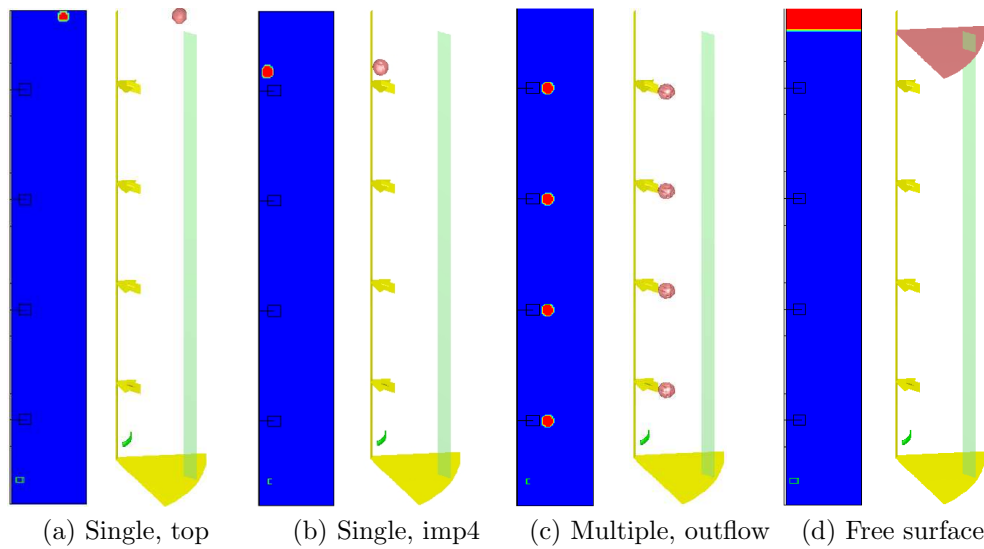 (a) Single, top
(b) Single, imp4
(c) Multiple, outflow
(d) Free surface